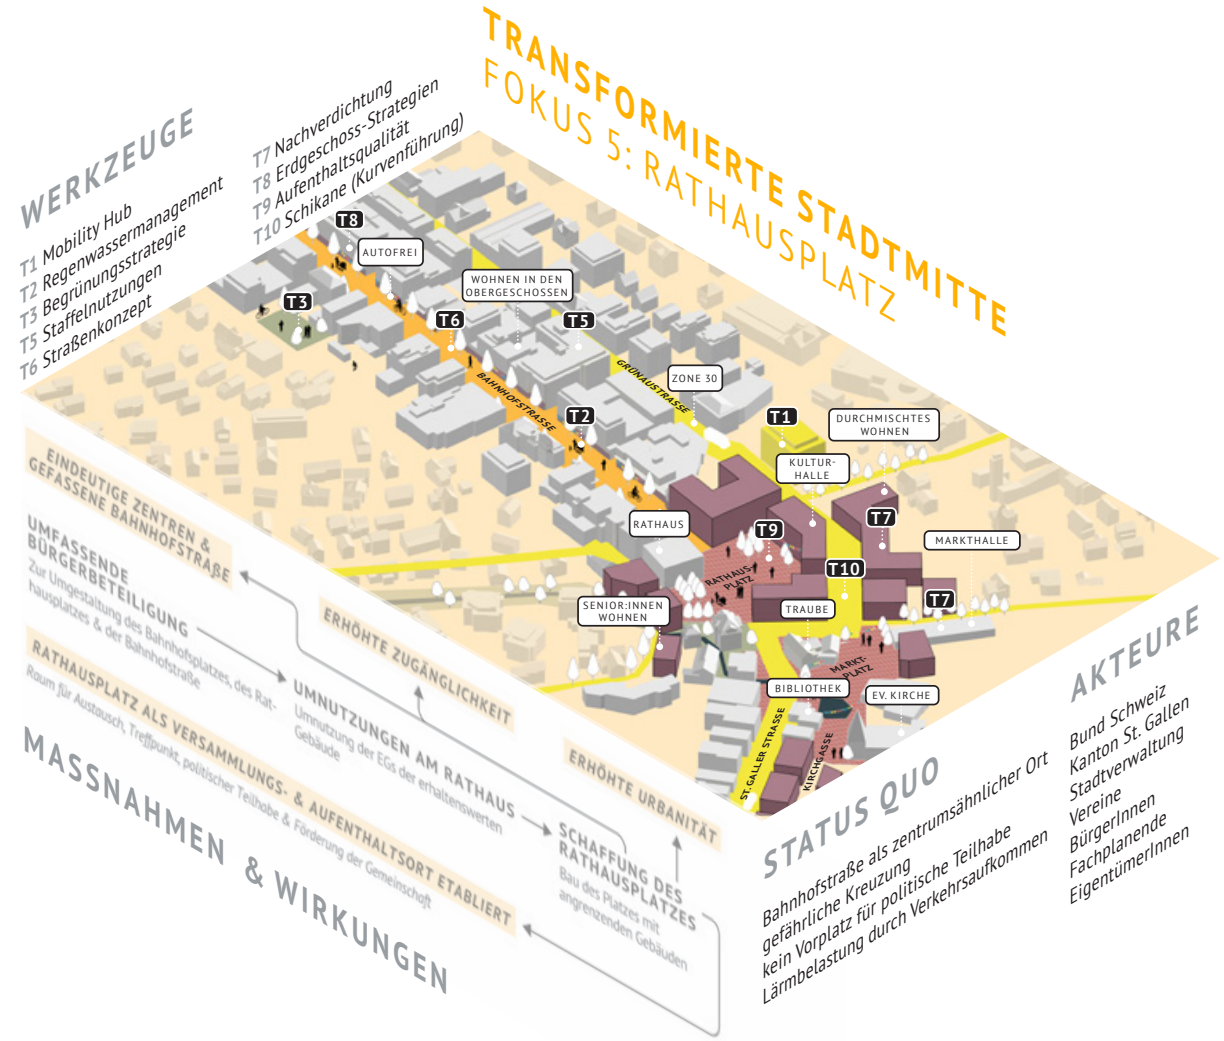 TRANSFORMIERTE STADTMITTE
FOKUS 5: RATHAUSPLATZ
WERKZEUGE
T1 Mobility Hub
T2 Regenwassermanagement
T3 Begrünungsstrategie
T5 Staffelnutzungen
T6 Straßenkonzept
T7 Nachverdichtung
T8 Erdgeschoss-Strategien
T9 Aufenthaltsqualität
T10 Schikane (Kurvenführung)
T8
AUTOFREI
T3
WOHNEN IN DEN
OBERGESCHOSSEN
T6
T5
GRÜNAUSTRASSE
ZONE 30
BAHNHOFSTRASSE
T2
T1
DURCHMISCHTES
WOHNEN
KULTUR-
HALLE
RATHAUS
T9
T7
MARKTHALLE
RATHAUS-
PLATZ
T10
T7
SENIOR:INNEN
WOHNEN
TRAUBE
MARKT-
PLATZ
BIBLIOTHEK
EV. KIRCHE
ST. GALLER STRASSE
KIRCHGASSE
EINDEUTIGE ZENTREN &
GEFASSENE BAHNHOFSTRAßE
UMFASSENDE
BÜRGERBETEILIGUNG
Zur Umgestaltung des Bahnhofsplatzes, des Rat-
hausplatzes & der Bahnhofstraße
ERHÖHTE ZUGÄNGLICHKEIT
RATHAUSPLATZ ALS VERSAMMLUNGS- & AUFENTHALTSORT ETABLIERT
Raum für Austausch, Treffpunkt, politischer Teilhabe & Förderung der Gemeinschaft
UMNUTZUNGEN AM RATHAUS
Umnutzung der EGs der erhaltenswerten
Gebäude
ERHÖHTE URBANITÄT
SCHAFFUNG DES
RATHAUSPLATZES
Bau des Platzes mit
angrenzenden Gebäuden
MASSNAHMEN & WIRKUNGEN
STATUS QUO
Bahnhofstraße als zentrumsähnlicher Ort
gefährliche Kreuzung
kein Vorplatz für politische Teilhabe
Lärmbelastung durch Verkehrsaufkommen
AKTEURE
Bund Schweiz
Kanton St. Gallen
Stadtverwaltung
Vereine
BürgerInnen
Fachplanende
EigentümerInnen